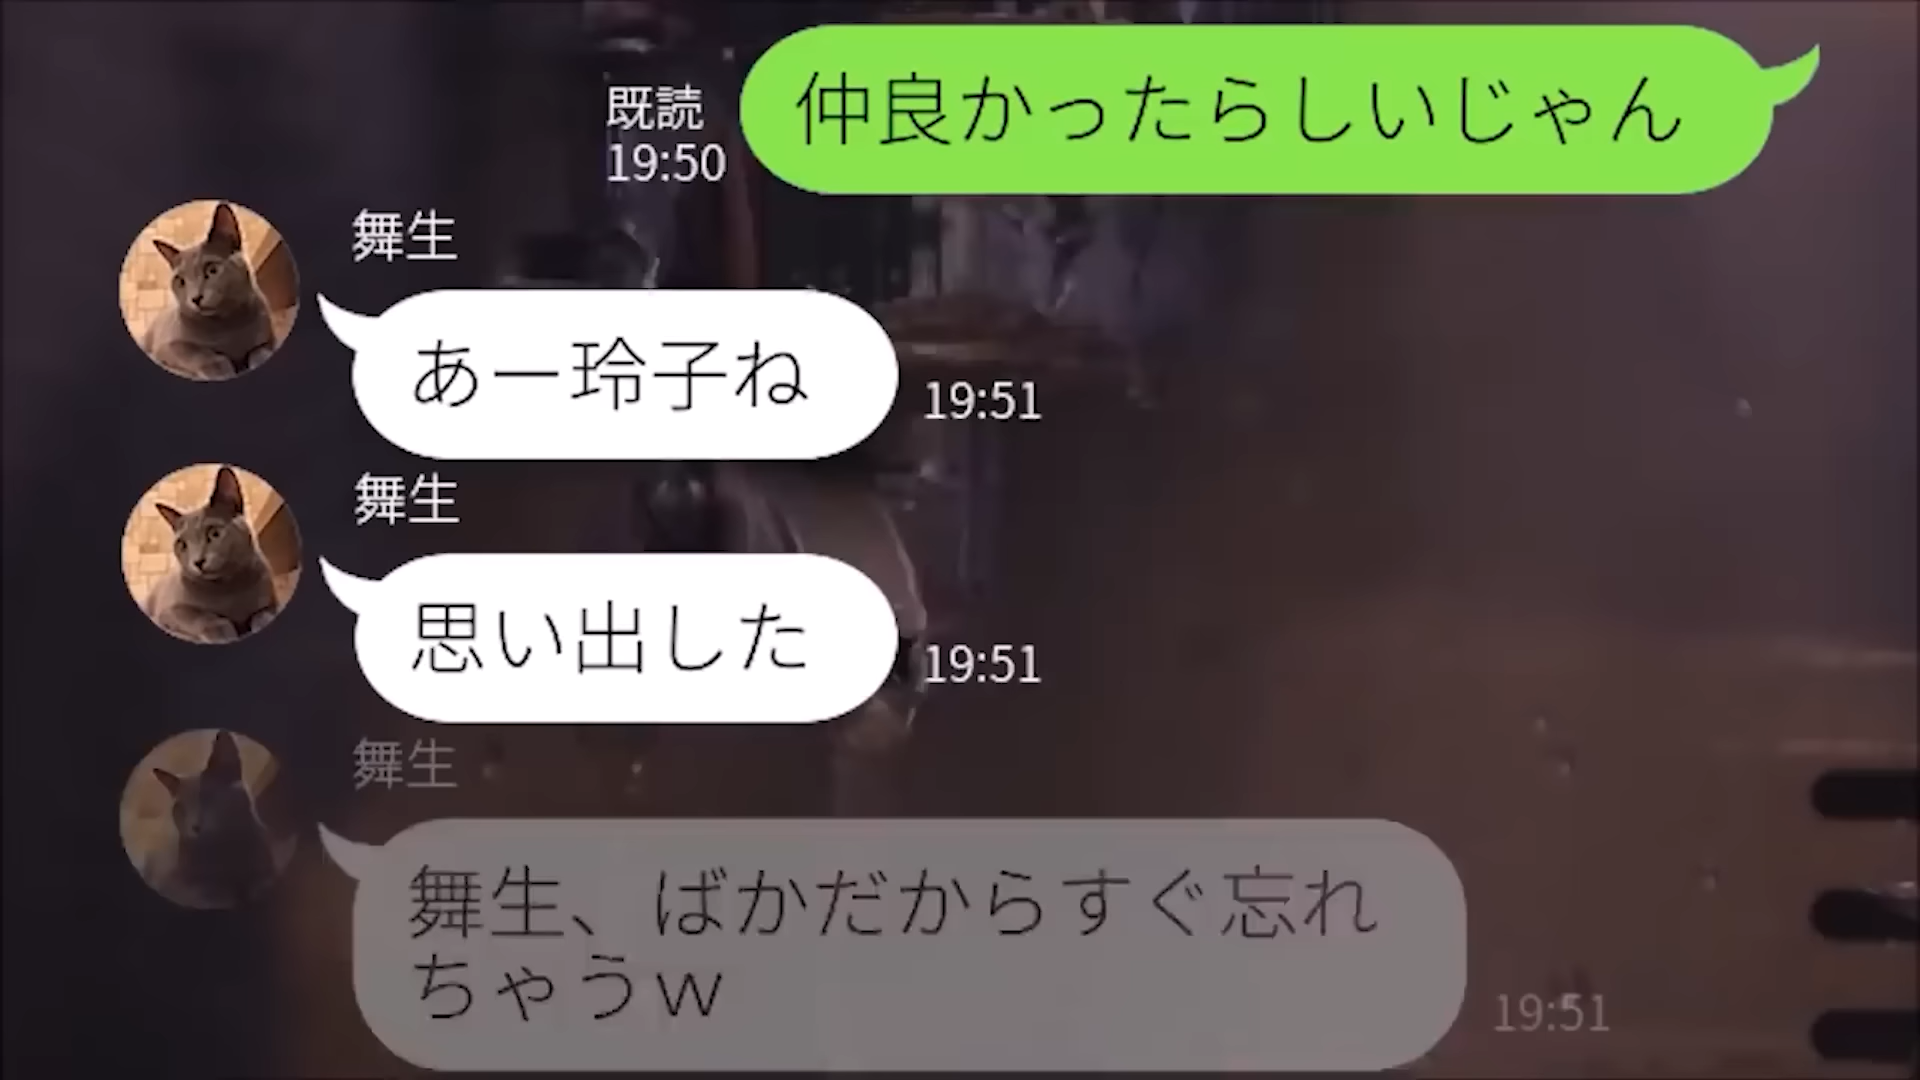 仲良かったらしいじゃん
既読
19:50
舞生
あー玲子ね
19:51
舞生
思い出した
19:51
舞生
舞生、ばかだからすぐ忘れ
ちゃうｗ
19:51